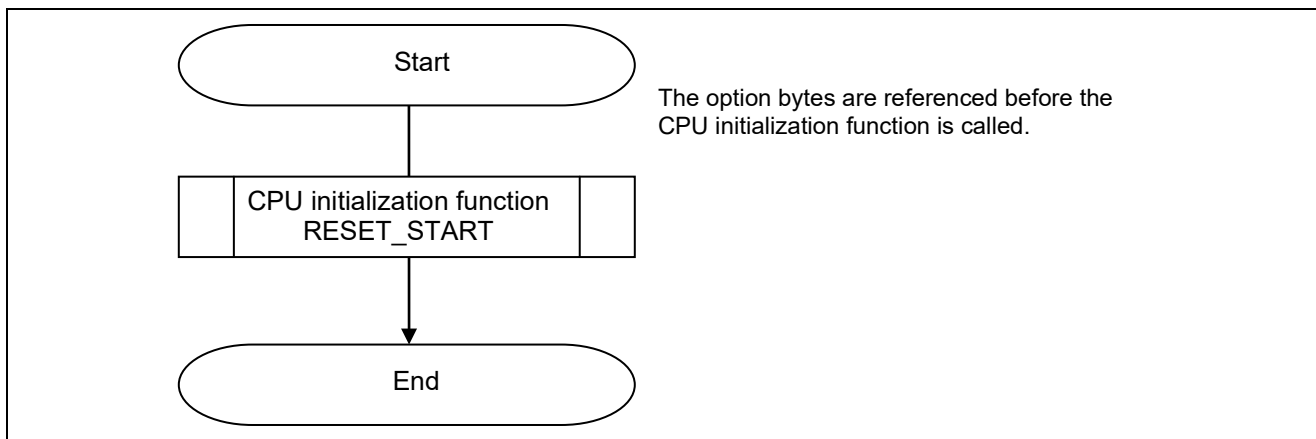 Start
The option bytes are referenced before the
CPU initialization function is called.
CPU initialization function
RESET_START
End